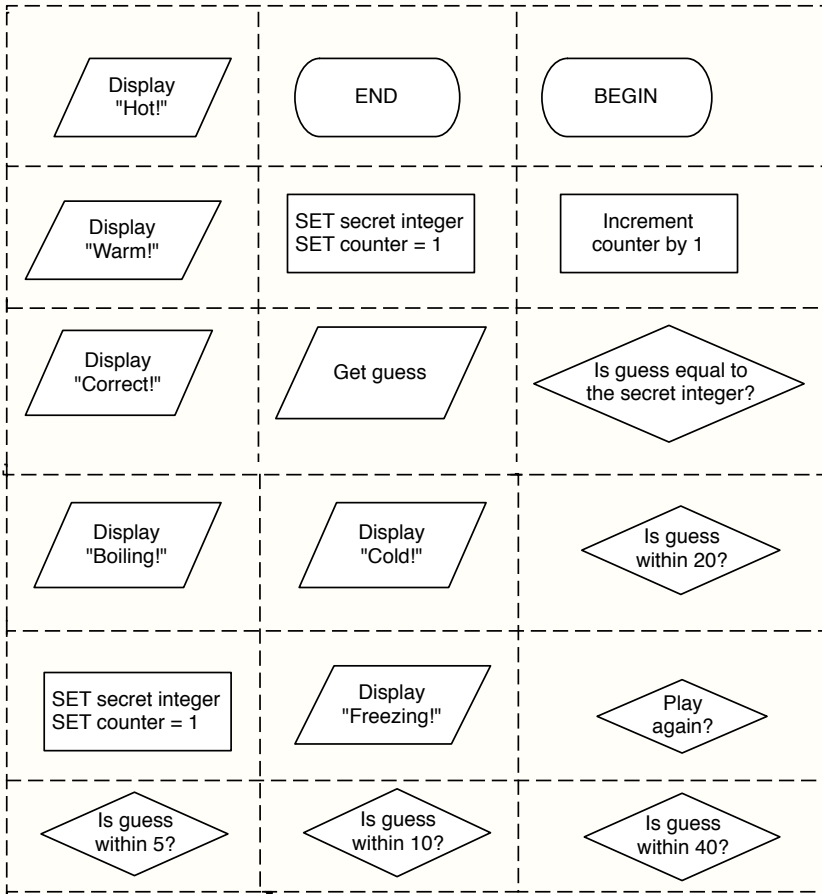 Display
"Hot!"
END
BEGIN
Display
"Warm!"
SET secret integer
SET counter = 1
Increment
counter by 1
Display
"Correct!"
Get guess
Is guess equal to
the secret integer?
Display
"Boiling!"
Display
"Cold!"
Is guess
within 20?
SET secret integer
SET counter = 1
Display
"Freezing!"
Play
again?
Is guess
within 5?
Is guess
within 10?
Is guess
within 40?